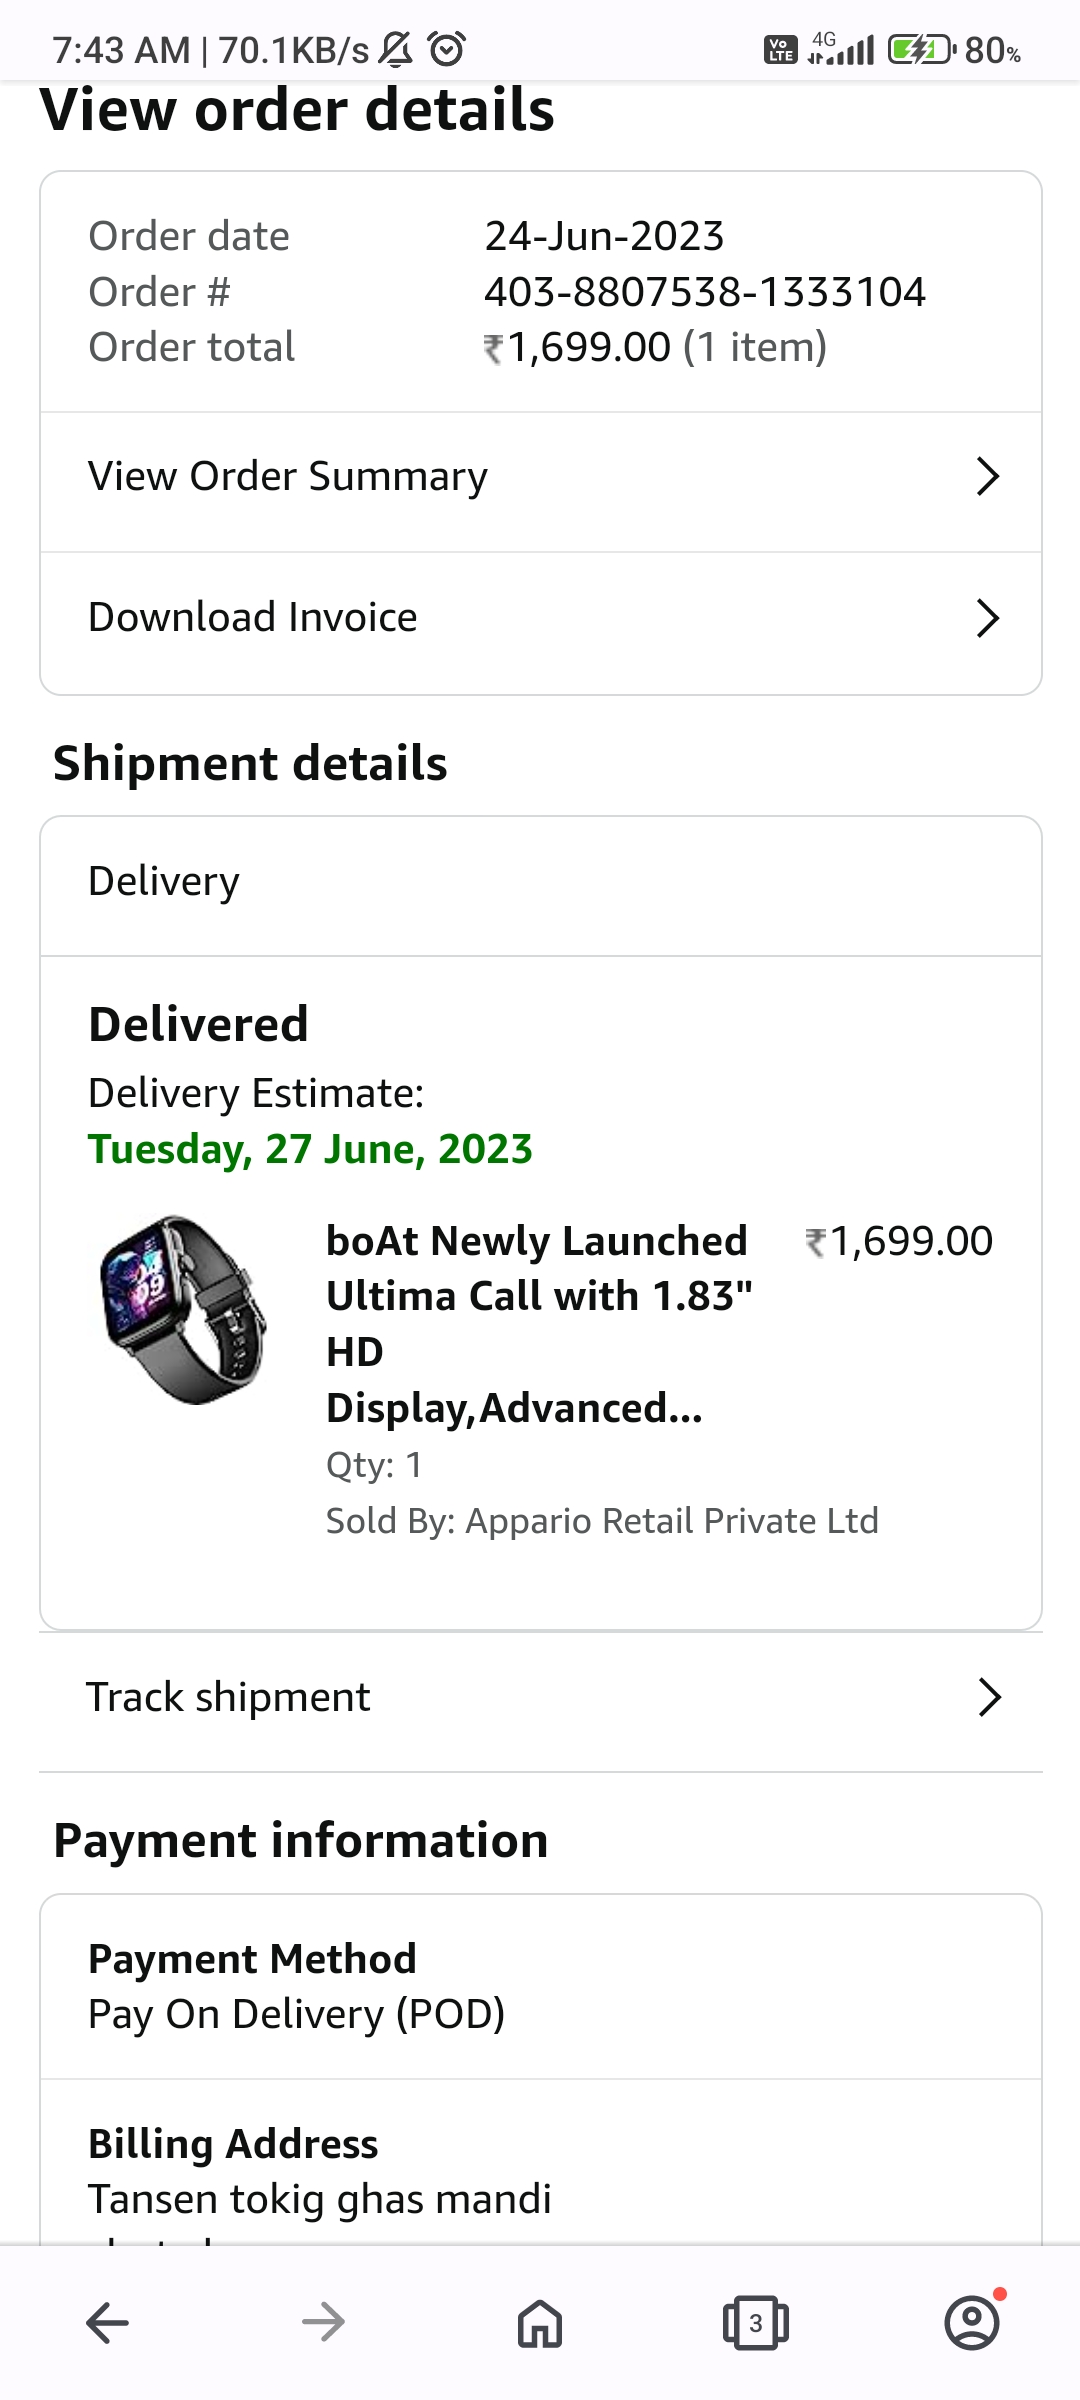 7:43 AM | 70.1KB/s
Vo LTE 4G 80%
View order details
Order date 24-Jun-2023
Order # 403-8807538-1333104
Order total ₹1,699.00 (1 item)
View Order Summary
Download Invoice
Shipment details
Delivery
Delivered
Delivery Estimate:
Tuesday, 27 June, 2023
boAt Newly Launched ₹1,699.00
Ultima Call with 1.83"
HD
Display,Advanced...
Qty: 1
Sold By: Appario Retail Private Ltd
Track shipment
Payment information
Payment Method
Pay On Delivery (POD)
Billing Address
Tansen tokig ghas mandi
3